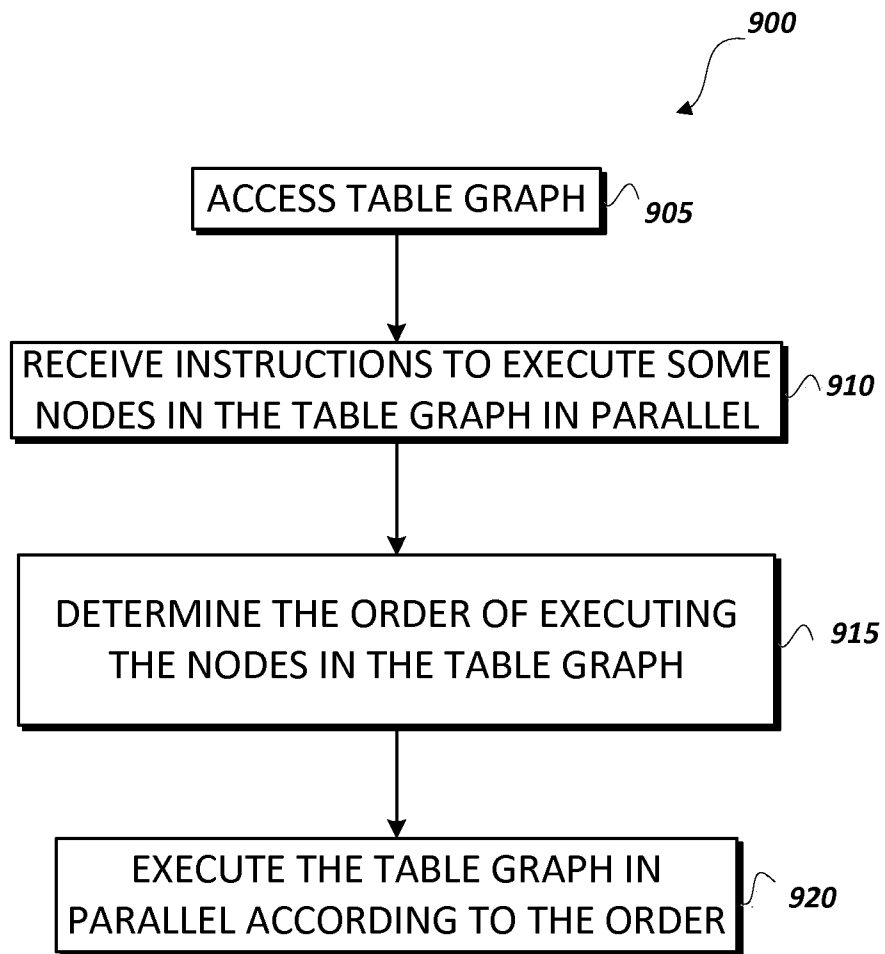 900
ACCESS TABLE GRAPH
905
RECEIVE INSTRUCTIONS TO EXECUTE SOME
NODES IN THE TABLE GRAPH IN PARALLEL
910
DETERMINE THE ORDER OF EXECUTING
THE NODES IN THE TABLE GRAPH
915
EXECUTE THE TABLE GRAPH IN
PARALLEL ACCORDING TO THE ORDER
920